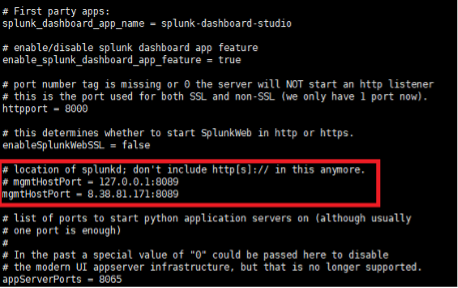 # First party apps:
splunk_dashboard_app_name = splunk-dashboard-studio
# enable/disable splunk dashboard app feature
enable_splunk_dashboard_app_feature = true
# port number tag is missing or 0 the server will NOT start an http listener
# this is the port used for both SSL and non-SSL (we only have 1 port now).
httpport = 8000
# this determines whether to start SplunkWeb in http or https.
enableSplunkWebSSL = false
# location of splunkd; don't include http[s]:// in this anymore.
# mgmtHostPort = 127.0.0.1:8089
mgmtHostPort = 8.38.81.171:8089
# list of ports to start python application servers on (although usually
# one port is enough)
#
# In the past a special value of "0" could be passed here to disable
# the modern UI appserver infrastructure, but that is no longer supported.
appServerPorts = 8065